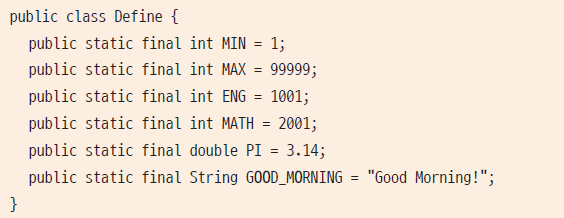 public class Define {
public static final int MIN = 1;
public static final int MAX = 99999;
public static final int ENG = 1001;
public static final int MATH = 2001;
public static final double PI = 3.14;
public static final String GOOD_MORNING = "Good Morning!";
}